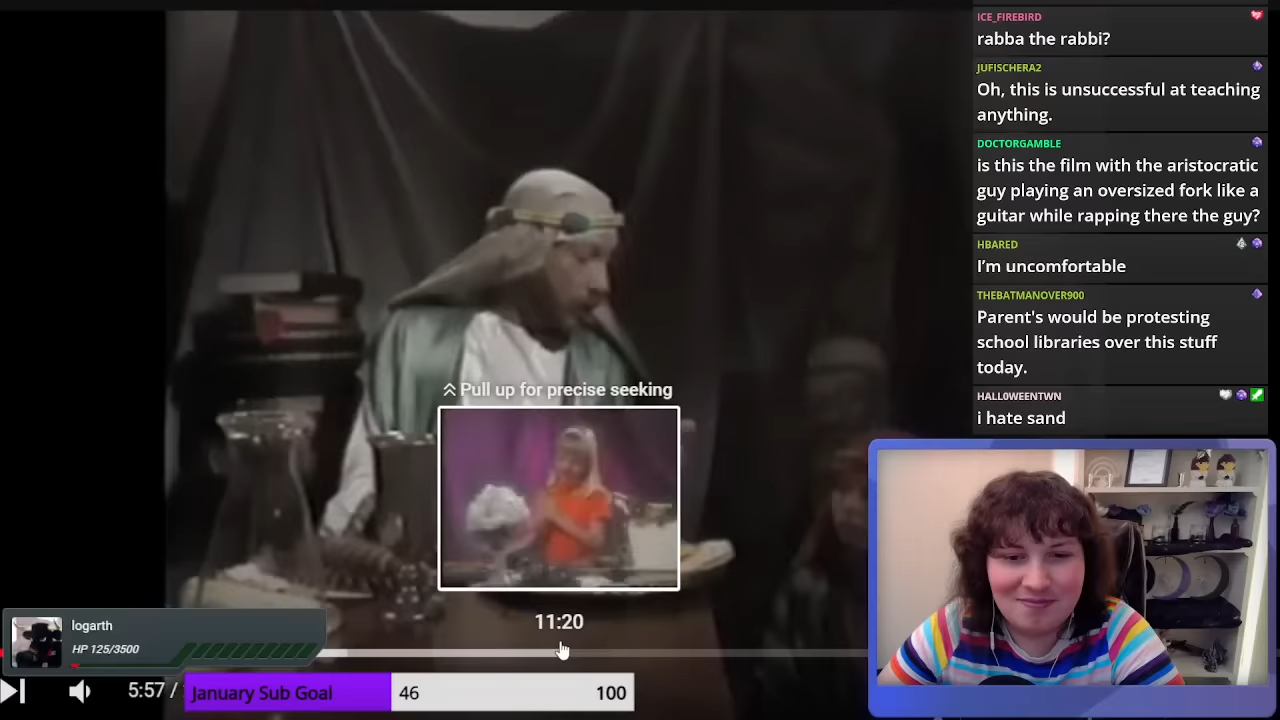 ICE_FIREBIRD
rabba the rabbi?
JUFISCHERA2
Oh, this is unsuccessful at teaching
anything.
DOCTORGAMBLE
is this the film with the aristocratic
guy playing an oversized fork like a
guitar while rapping there the guy?
HBARED
I'm uncomfortable
THEBATMANOVER900
Parent's would be protesting
school libraries over this stuff
today.
HALL0WEENTWN
i hate sand
Pull up for precise seeking
11:20
logarth
HP 125/3500
5:57 /
January Sub Goal
46
100